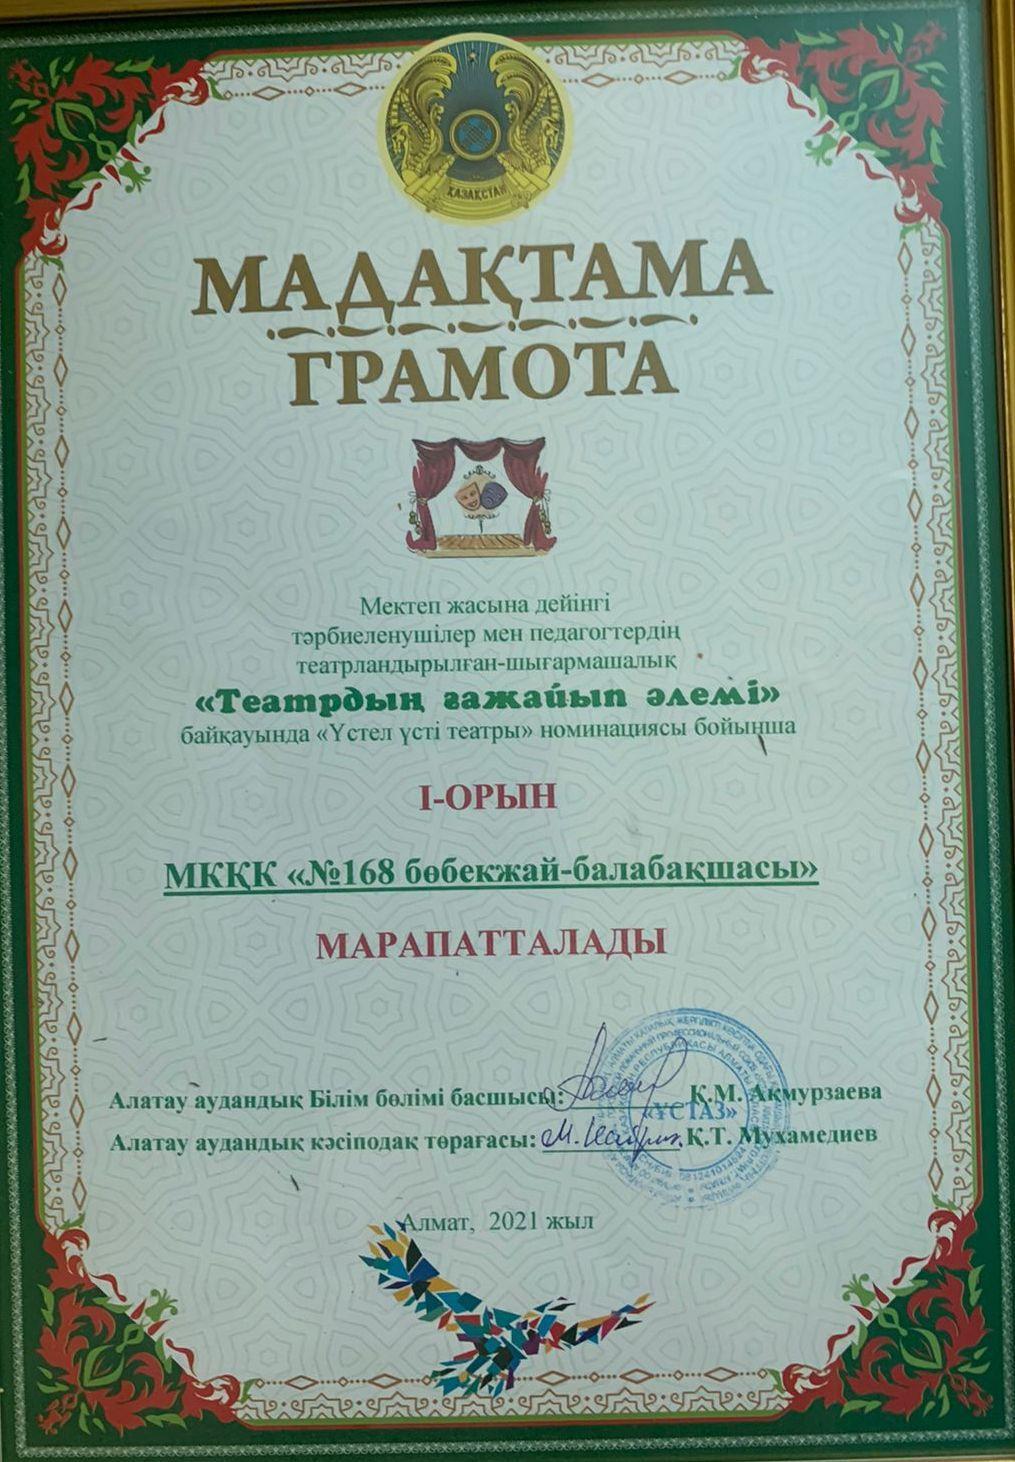 ҚАЗАҚСТАН
МАДАҚТАМА
ГРАМОТА
Мектеп жасына дейінгі
тәрбиеленушілер мен педагогтердің
театрландырылған-шығармашалық
«Театрдың ғажайып әлемі»
байқауында «Үстел үсті театры» номинациясы бойынша
І-ОРЫН
МКҚК «№168 бөбекжай-балабақшасы»
МАРАПАТТАЛАДЫ
Алатау аудандық Білім бөлімі басшысы: Қ.М. Ақмурзаева
«ҰСТАЗ»
Алатау аудандық кәсіподақ төрағасы: Қ.Т. Мухамедиев
Алмат, 2021 жыл